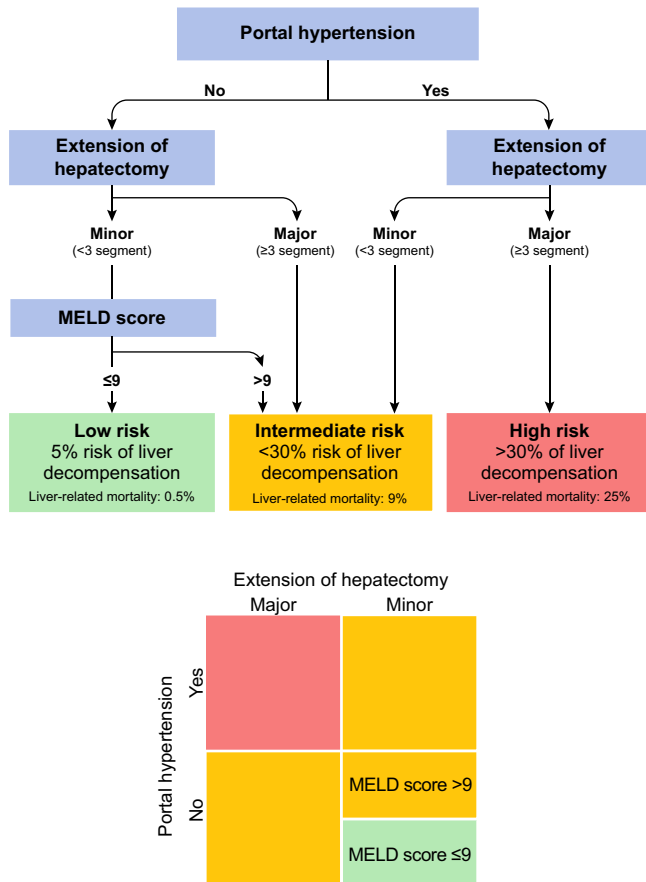 Portal hypertension
No
Yes
Extension of
hepatectomy
Extension of
hepatectomy
Minor
(<3 segment)
Major
(≥3 segment)
Minor
(<3 segment)
Major
(≥3 segment)
MELD score
≤9
>9
Low risk
5% risk of liver
decompensation
Liver-related mortality: 0.5%
Intermediate risk
<30% risk of liver
decompensation
Liver-related mortality: 9%
High risk
>30% of liver
decompensation
Liver-related mortality: 25%
Extension of hepatectomy
Major
Minor
Portal hypertension
Yes
No
MELD score >9
MELD score ≤9